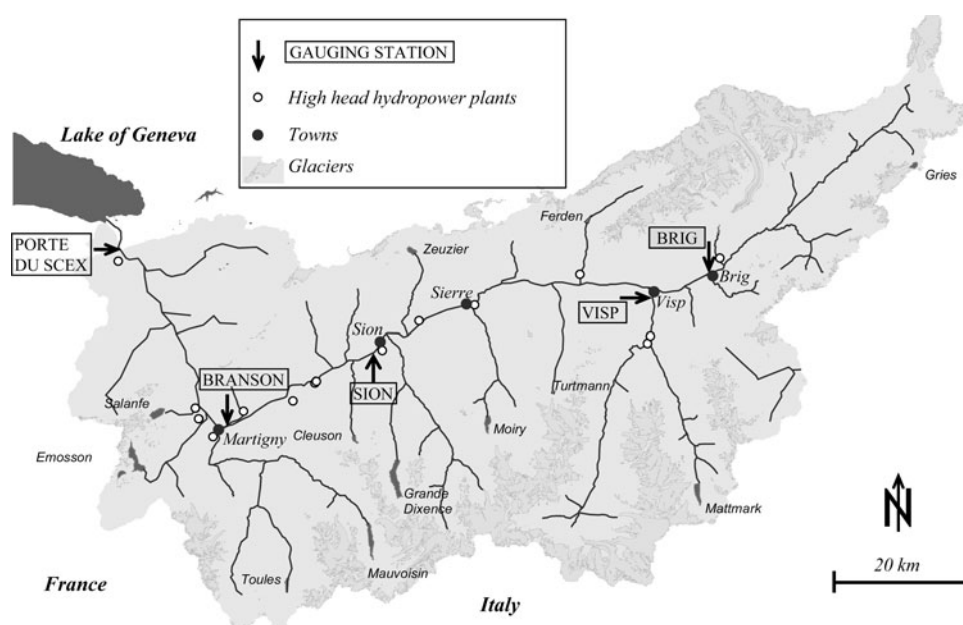 GAUGING STATION
High head hydropower plants
Towns
Glaciers
Lake of Geneva
Gries
Ferden
PORTE
DU SCEX
Zeuzier
BRIG
Brig
Sierre
Visp
VISP
Sion
BRANSON
SION
Turtmann
Salanfe
Moiry
Martigny
Cleuson
Emosson
Grande
Dixence
Mattmark
N
20 km
France
Toules
Mauvoisin
Italy